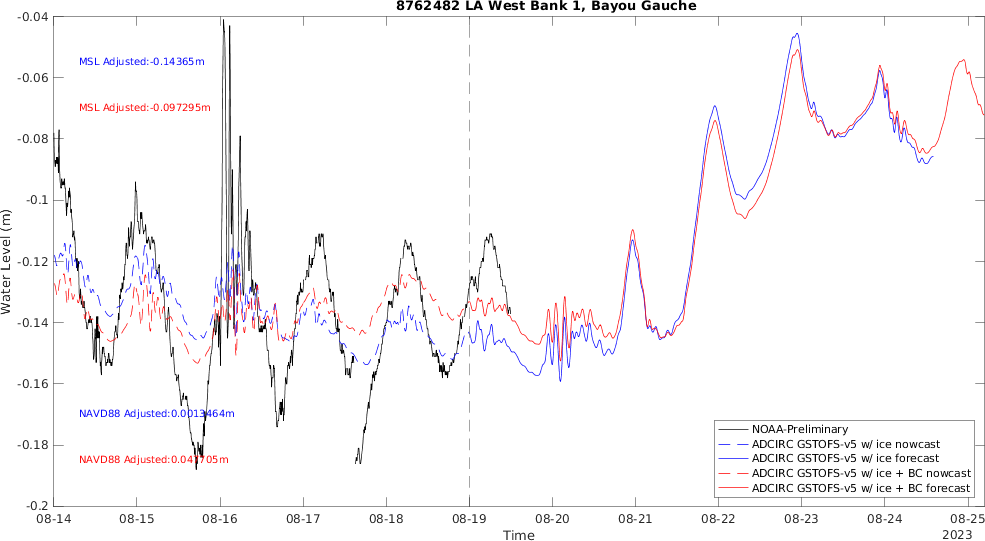 8762482 LA West Bank 1, Bayou Gauche
-0.04
-0.06
-0.08
-0.1
-0.12
-0.14
-0.16
-0.18
-0.2
Water Level (m)
MSL Adjusted:-0.14365m
MSL Adjusted:-0.097295m
NAVD88 Adjusted:0.0013464m
NAVD88 Adjusted:0.047705m
NOAA-Preliminary
ADCIRC GSTOFS-v5 w/ ice nowcast
ADCIRC GSTOFS-v5 w/ ice forecast
ADCIRC GSTOFS-v5 w/ ice + BC nowcast
ADCIRC GSTOFS-v5 w/ ice + BC forecast
08-14 08-15 08-16 08-17 08-18 08-19 08-20 08-21 08-22 08-23 08-24 08-25
Time
2023